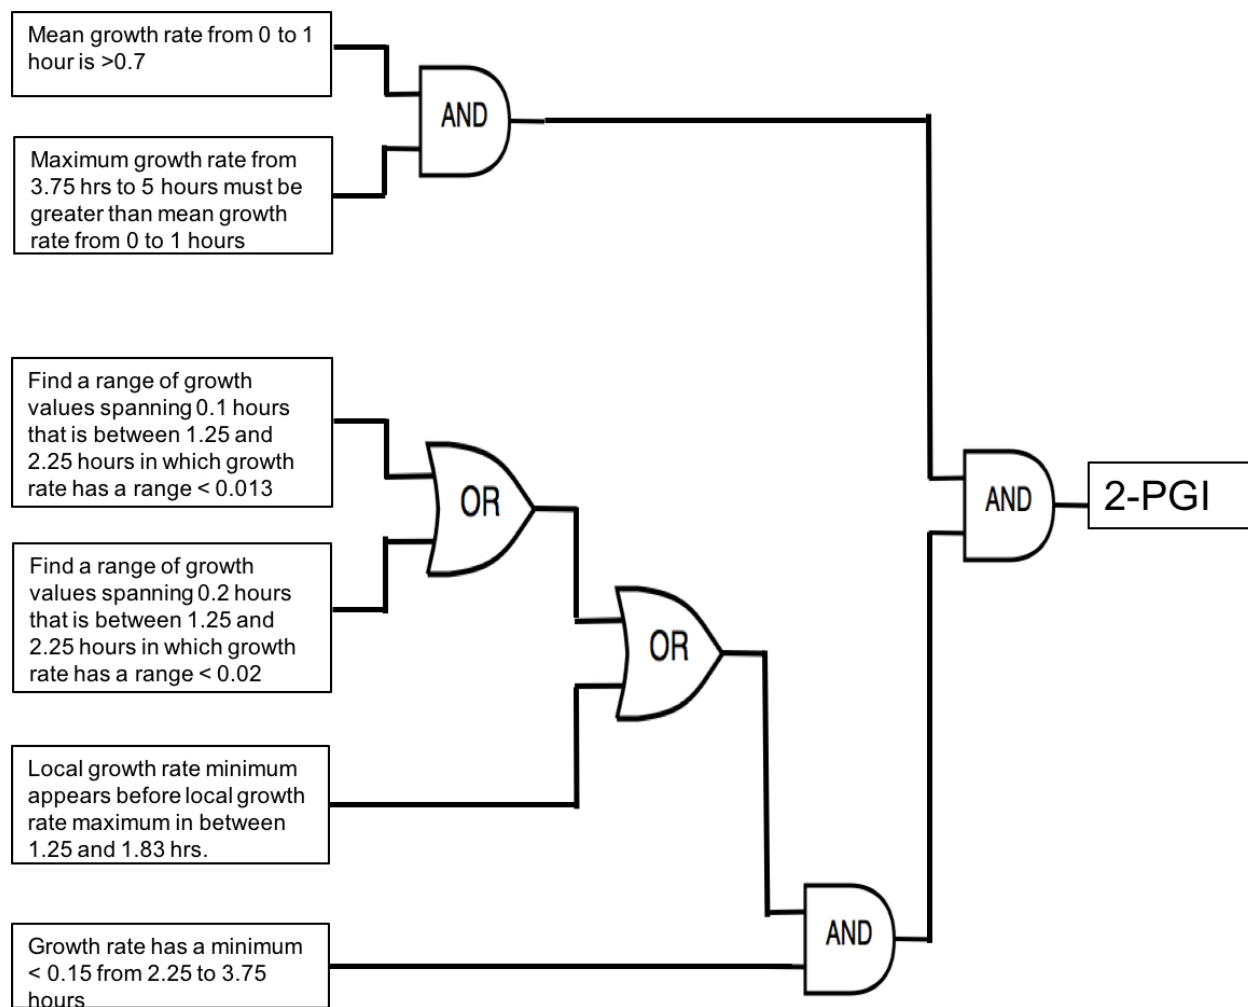 Mean growth rate from 0 to 1
hour is >0.7
AND
Maximum growth rate from
3.75 hrs to 5 hours must be
greater than mean growth
rate from 0 to 1 hours
Find a range of growth
values spanning 0.1 hours
that is between 1.25 and
2.25 hours in which growth
rate has a range < 0.013
OR
AND
2-PGI
Find a range of growth
values spanning 0.2 hours
that is between 1.25 and
2.25 hours in which growth
rate has a range < 0.02
OR
Local growth rate minimum
appears before local growth
rate maximum in between
1.25 and 1.83 hrs.
Growth rate has a minimum
< 0.15 from 2.25 to 3.75
hours
AND